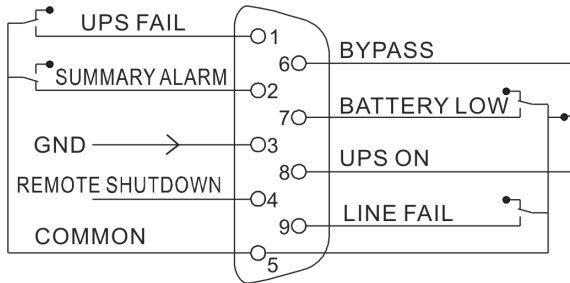 UPS FAIL
1
6
BYPASS
SUMMARY ALARM
2
7
BATTERY LOW
GND
3
8
UPS ON
REMOTE SHUTDOWN
4
9
LINE FAIL
COMMON
5